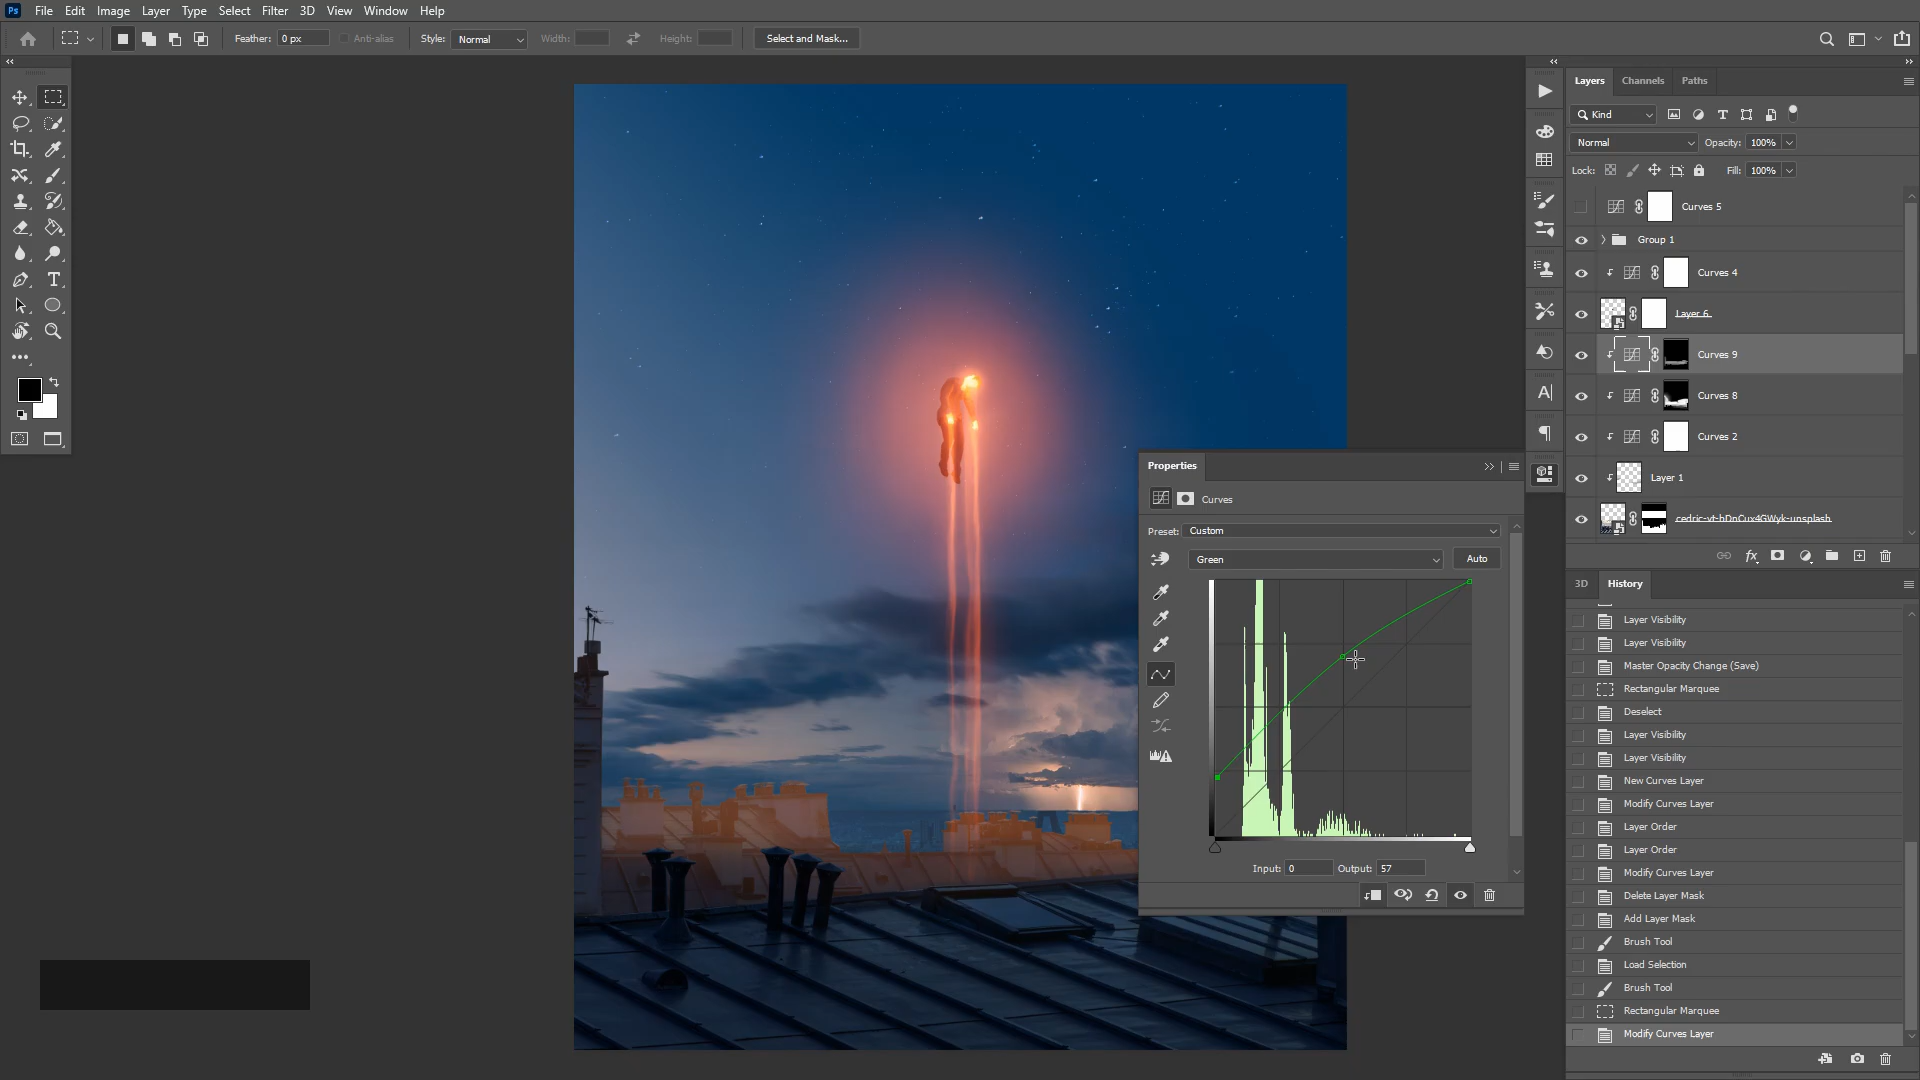 Ps File Edit Image Layer Type Select Filter 3D View Window Help
Feather: 0 px Anti-alias Style: Normal Width: Height: Select and Mask...
Layers Channels Paths
Kind
Normal Opacity: 100%
Lock: Fill: 100%
Curves 5
Group 1
Curves 4
Layer 6
Curves 9
Curves 8
Curves 2
Layer 1
cedric-vt-hDnCux4GWyk-unsplash
Properties
Curves
Preset: Custom
Green Auto
Input: 0 Output: 57
3D History
Layer Visibility
Layer Visibility
Master Opacity Change (Save)
Rectangular Marquee
Deselect
Layer Visibility
Layer Visibility
New Curves Layer
Modify Curves Layer
Layer Order
Layer Order
Modify Curves Layer
Delete Layer Mask
Add Layer Mask
Brush Tool
Load Selection
Brush Tool
Rectangular Marquee
Modify Curves Layer